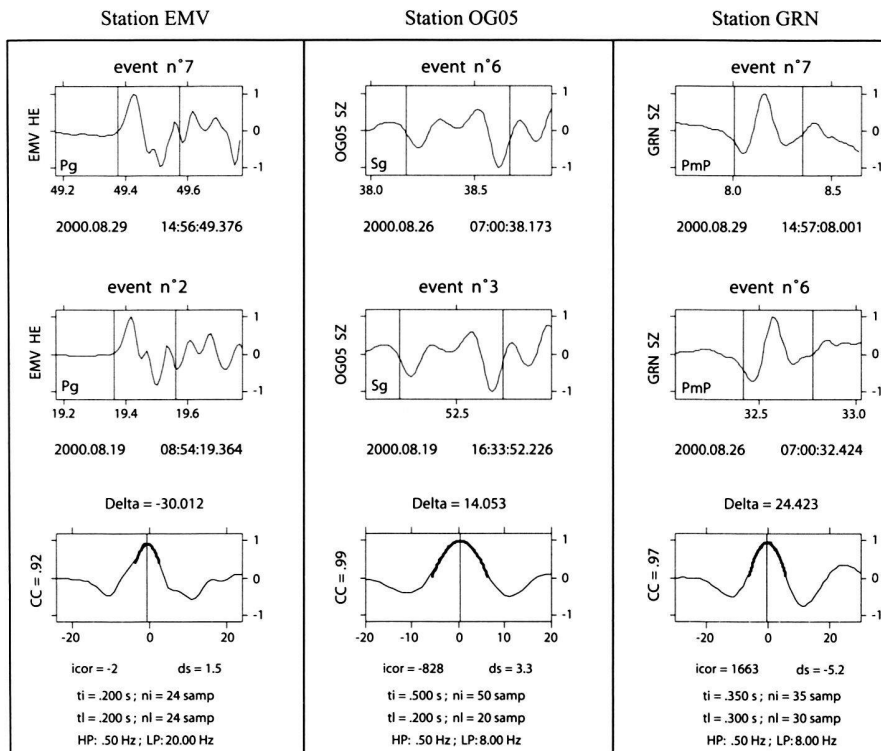 Station EMV
event n°7
EMV HE
1
0
-1
Pg
49.2 49.4 49.6
2000.08.29 14:56:49.376
event n°2
EMV HE
1
0
-1
Pg
19.2 19.4 19.6
2000.08.19 08:54:19.364
Delta = -30.012
CC = .92
1
0
-1
-20 0 20
icor = -2 ds = 1.5
ti = .200 s ; ni = 24 samp
tl = .200 s ; nl = 24 samp
HP: .50 Hz ; LP: 20.00 Hz
Station OG05
event n°6
OG05 SZ
1
0
-1
Sg
38.0 38.5
2000.08.26 07:00:38.173
event n°3
OG05 SZ
1
0
-1
Sg
52.5
2000.08.19 16:33:52.226
Delta = 14.053
CC = .99
1
0
-1
-20 -10 0 10 20
icor = -828 ds = 3.3
ti = .500 s ; ni = 50 samp
tl = .200 s ; nl = 20 samp
HP: .50 Hz ; LP: 8.00 Hz
Station GRN
event n°7
GRN SZ
1
0
-1
PmP
8.0 8.5
2000.08.29 14:57:08.001
event n°6
GRN SZ
1
0
-1
PmP
32.5 33.0
2000.08.26 07:00:32.424
Delta = 24.423
CC = .97
1
0
-1
-20 0 20
icor = 1663 ds = -5.2
ti = .350 s ; ni = 35 samp
tl = .300 s ; nl = 30 samp
HP: .50 Hz ; LP: 8.00 Hz